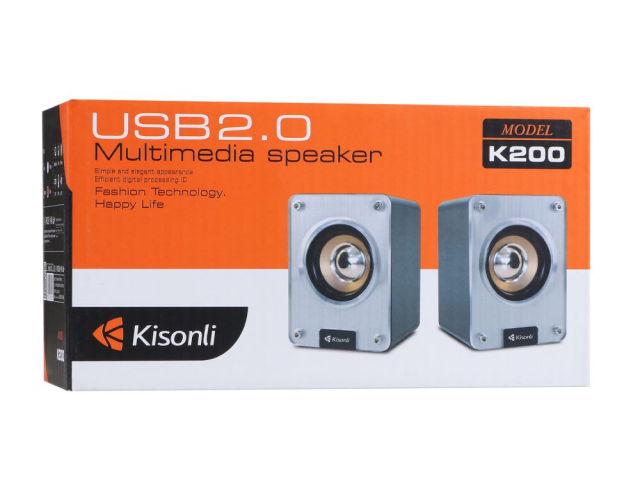 USB2.0
Multimedia speaker
Simple and elegant appearance
Efficient digital processing IC
Fashion Technology.
Happy Life
MODEL
K200
Kisonli
Kisonli
Kisonli
K200